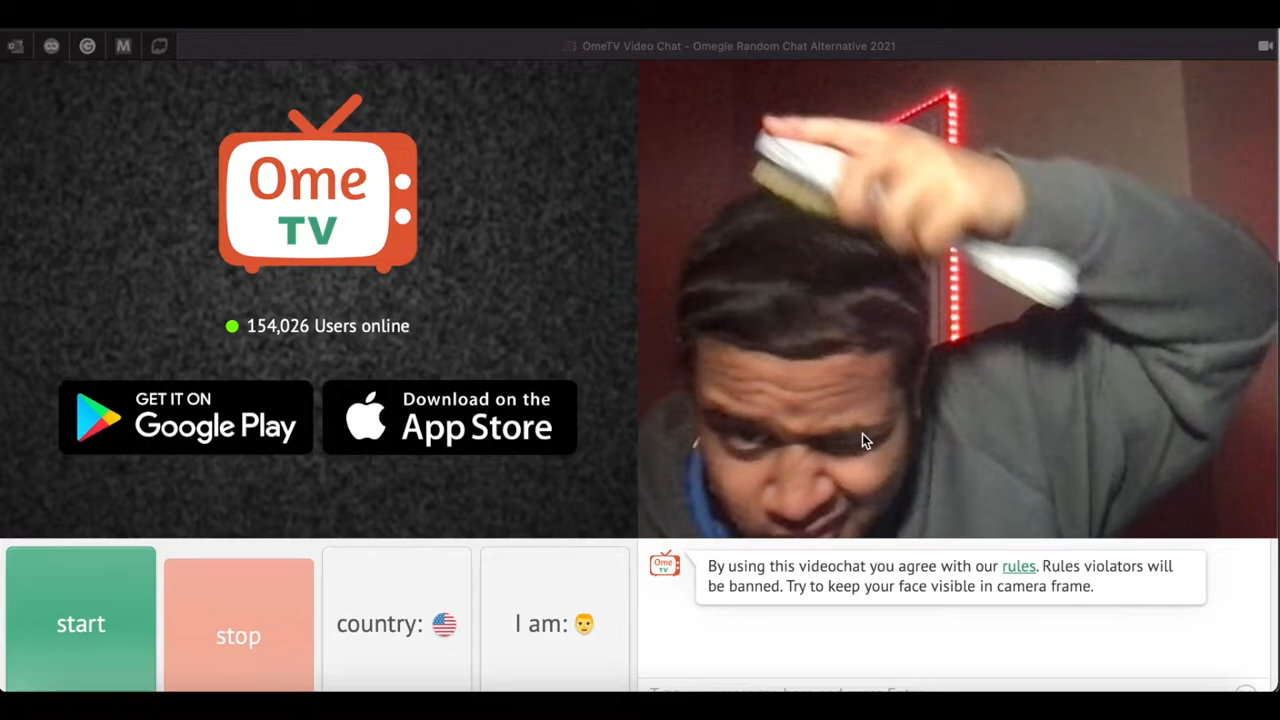 OmeTV Video Chat - Omegle Random Chat Alternative 2021
M
Ome
TV
154,026 Users online
GET IT ON
Google Play
Download on the
App Store
start
stop
country:
I am:
Ome
TV
By using this videochat you agree with our rules. Rules violators will
be banned. Try to keep your face visible in camera frame.